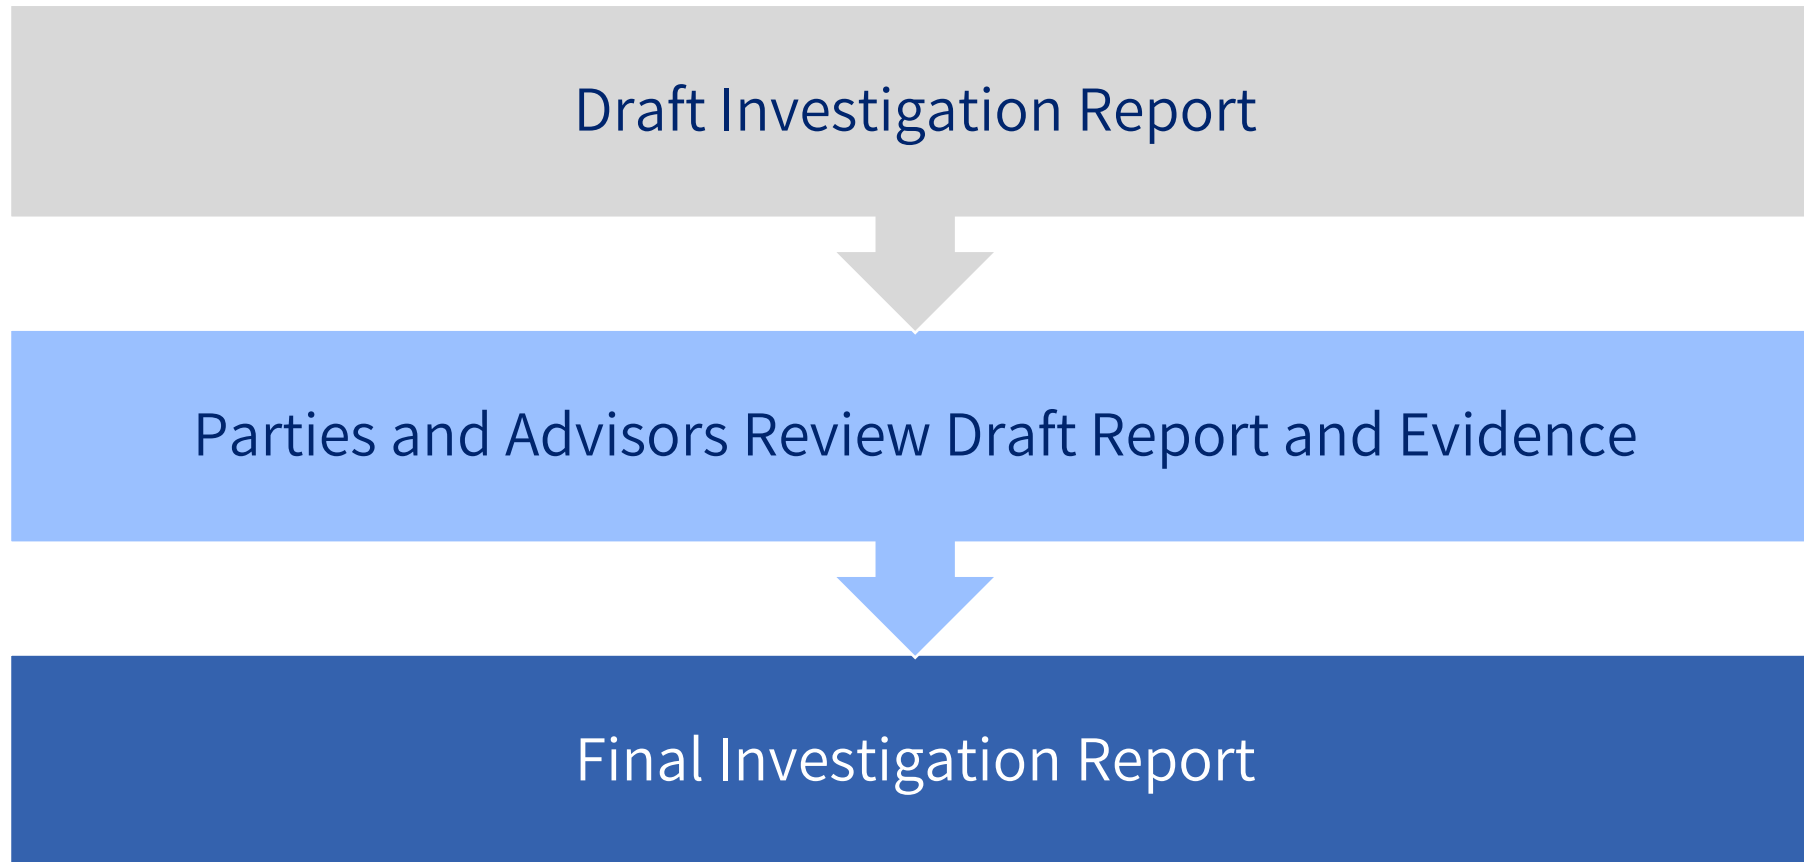 Draft Investigation Report
Parties and Advisors Review Draft Report and Evidence
Final Investigation Report